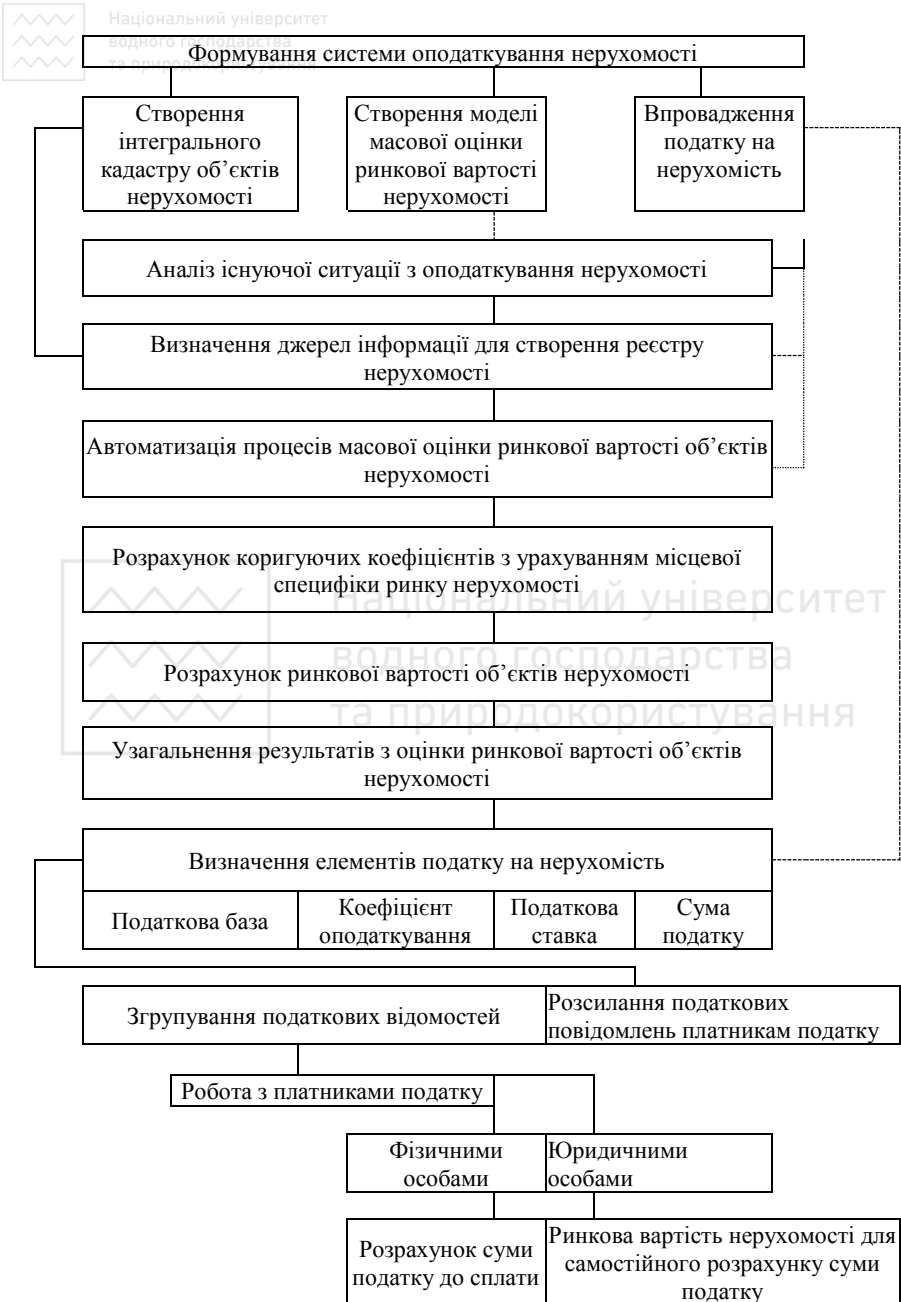 Національний університет
водного господарства
та природокористування
Формування системи оподаткування нерухомості
Створення
інтегрального
кадастру об’єктів
нерухомості
Створення моделі
масової оцінки
ринкової вартості
нерухомості
Впровадження
податку на
нерухомість
Аналіз існуючої ситуації з оподаткування нерухомості
Визначення джерел інформації для створення реєстру
нерухомості
Автоматизація процесів масової оцінки ринкової вартості об’єктів
нерухомості
Розрахунок коригуючих коефіцієнтів з урахуванням місцевої
специфіки ринку нерухомості
Національний університет
водного господарства
Розрахунок ринкової вартості об’єктів нерухомості
та природокористування
Узагальнення результатів з оцінки ринкової вартості об’єктів
нерухомості
Визначення елементів податку на нерухомість
Податкова база
Коефіцієнт
оподаткування
Податкова
ставка
Сума
податку
Згрупування податкових відомостей
Розсилання податкових
повідомлень платникам податку
Робота з платниками податку
Фізичними
особами
Юридичними
особами
Розрахунок суми
податку до сплати
Ринкова вартість нерухомості для
самостійного розрахунку суми
податку